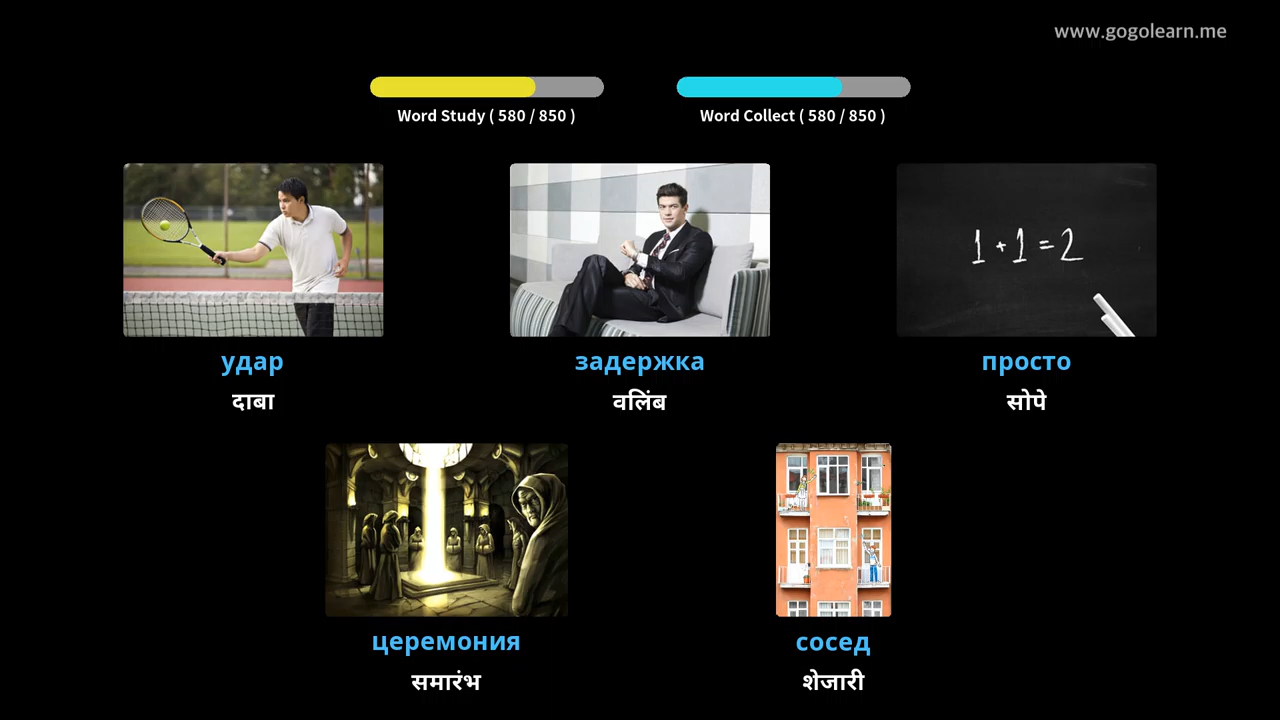 www.gogolearn.me
Word Study ( 580 / 850 )
Word Collect ( 580 / 850 )
удар
задержка
просто
दाबा
वलिंब
सोपे
1 + 1 = 2
церемония
сосед
समारंभ
शेजारी